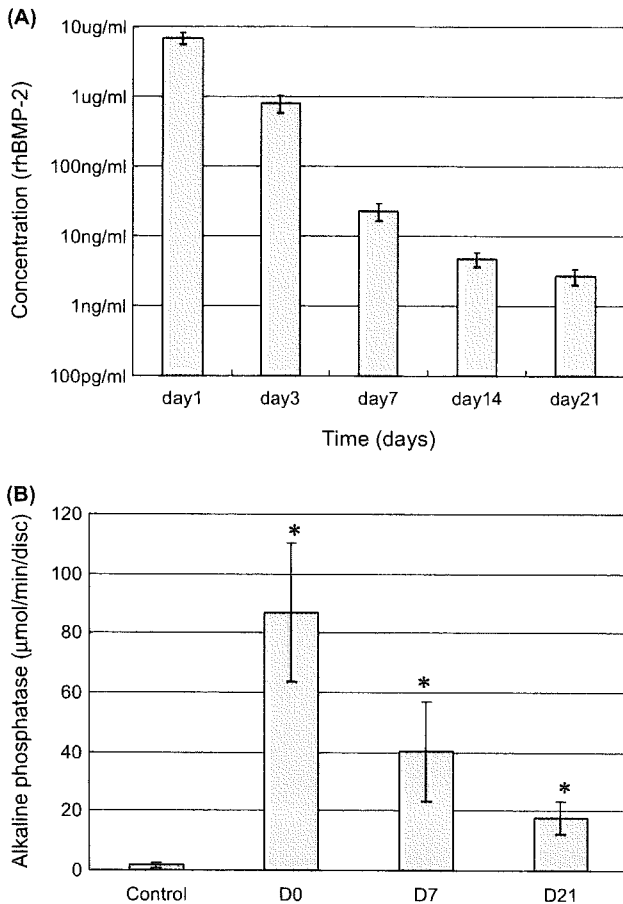 (A)
10ug/ml
1ug/ml
100ng/ml
10ng/ml
1ng/ml
100pg/ml
Concentration (rhBMP-2)
day1 day3 day7 day14 day21
Time (days)
(B)
120
100
80
60
40
20
0
Alkaline phosphatase (μmol/min/disc)
* * *
Control D0 D7 D21